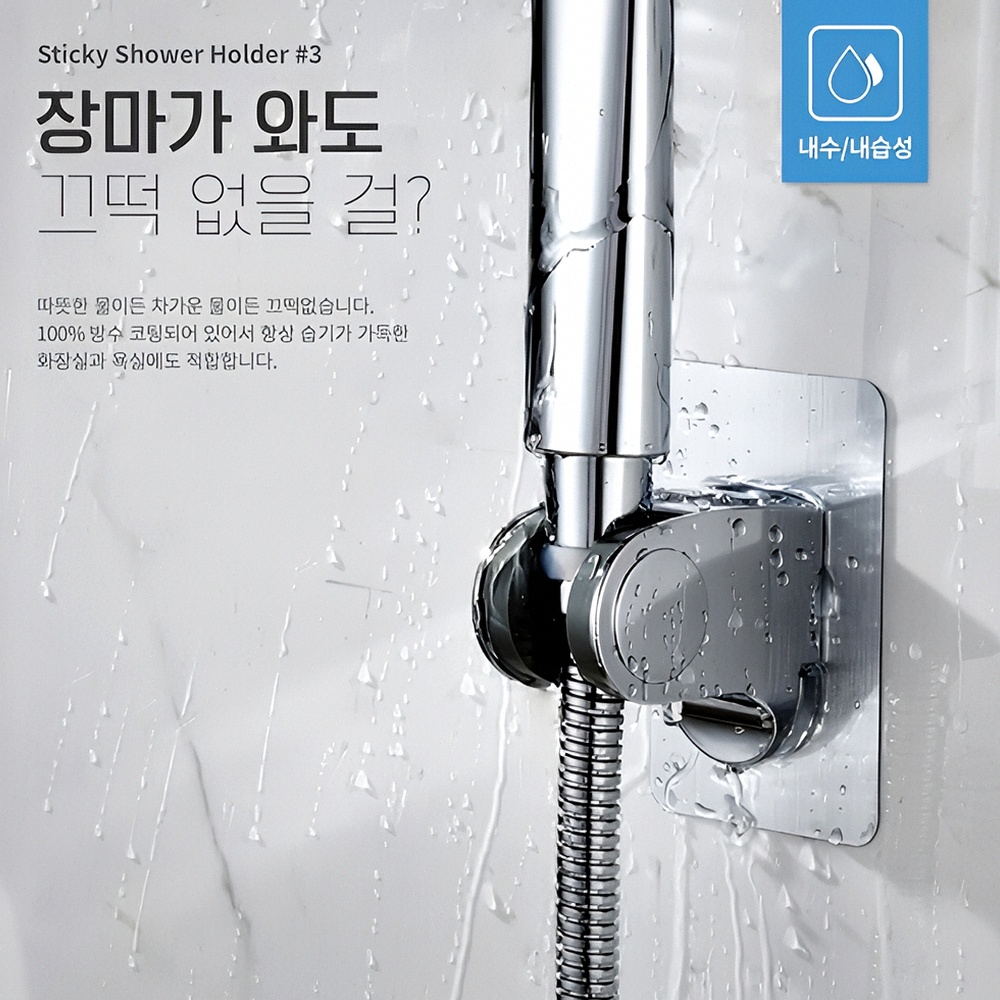 Sticky Shower Holder #3
장마가 와도
끄떡 없을 걸?
내수/내습성
따뜻한 물이든 차가운 물이든 끄떡없습니다.
100% 방수 코팅되어 있어서 항상 습기가 가득한
화장실과 욕실에도 적합합니다.